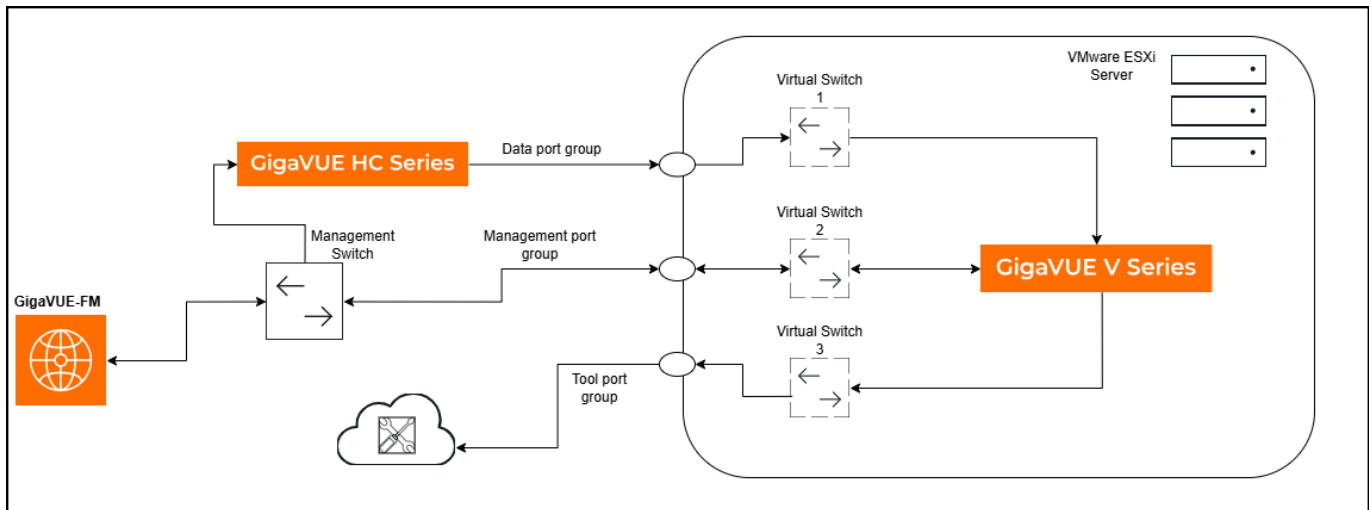 VMware ESXi
Server
Virtual Switch
1
Data port group
GigaVUE HC Series
Virtual Switch
2
Management
Switch
Management port
group
GigaVUE V Series
GigaVUE-FM
Virtual Switch
3
Tool port
group